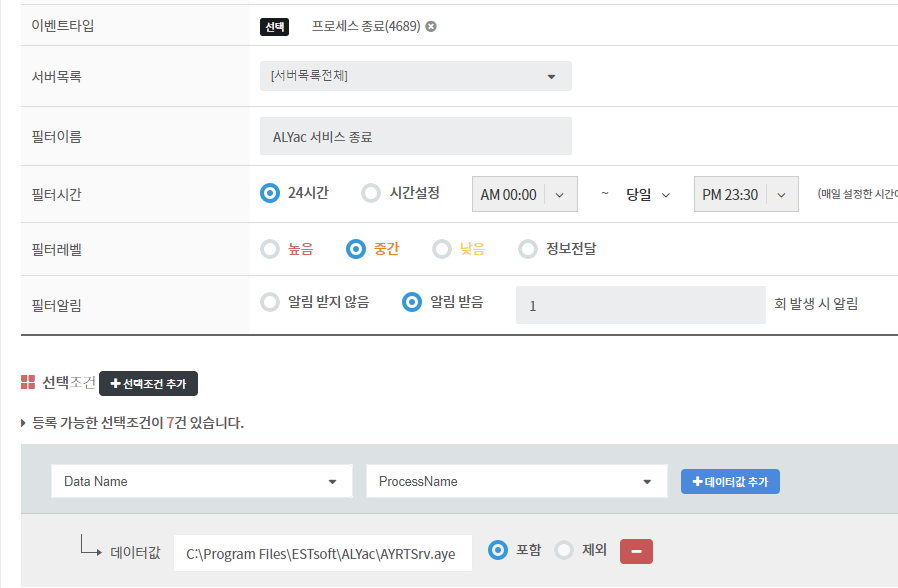 이벤트타입 선택 프로세스 종료(4689)
서버목록 [서버목록전체]
필터이름 ALYac 서비스 종료
필터시간 24시간 시간설정 AM 00:00 ~ 당일 PM 23:30 (매일 설정한 시간
필터레벨 높음 중간 낮음 정보전달
필터알림 알림 받지 않음 알림 받음 1 회 발생 시 알림
선택조건 선택조건 추가
등록 가능한 선택조건이 7건 있습니다.
Data Name ProcessName 데이터값 추가
데이터값 C:\Program Files\ESTsoft\ALYac\AYRTSrv.aye 포함 제외